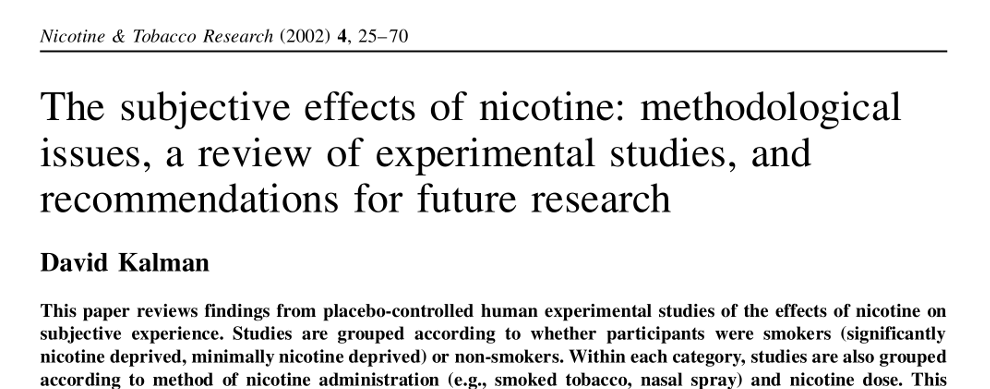 Nicotine & Tobacco Research (2002) 4, 25–70
The subjective effects of nicotine: methodological
issues, a review of experimental studies, and
recommendations for future research
David Kalman
This paper reviews findings from placebo-controlled human experimental studies of the effects of nicotine on
subjective experience. Studies are grouped according to whether participants were smokers (significantly
nicotine deprived, minimally nicotine deprived) or non-smokers. Within each category, studies are also grouped
according to method of nicotine administration (e.g., smoked tobacco, nasal spray) and nicotine dose. This